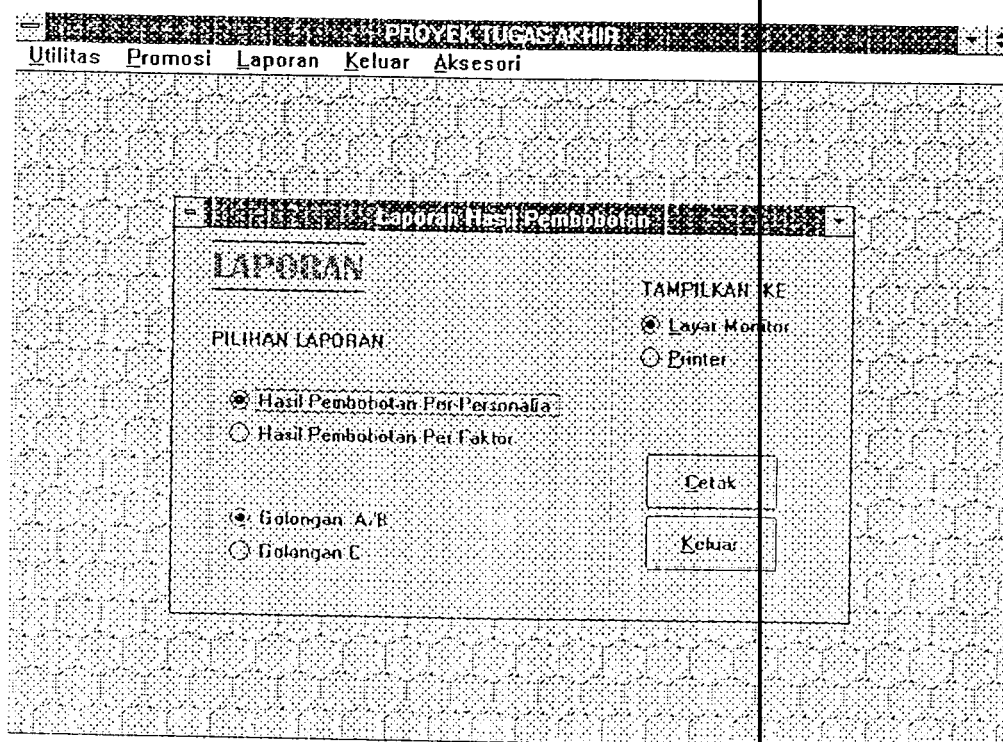 PROYEK TUGAS AKHIR
Utilitas Promosi Laporan Keluar Aksesori
Laporan Hasil Pembobotan
LAPORAN
TAMPILKAN KE
Layar Monitor
Printer
PILIHAN LAPORAN
Hasil Pembobotan Per-Personalia
Hasil Pembobotan Per Faktor
Golongan A/B
Golongan C
Cetak
Keluar